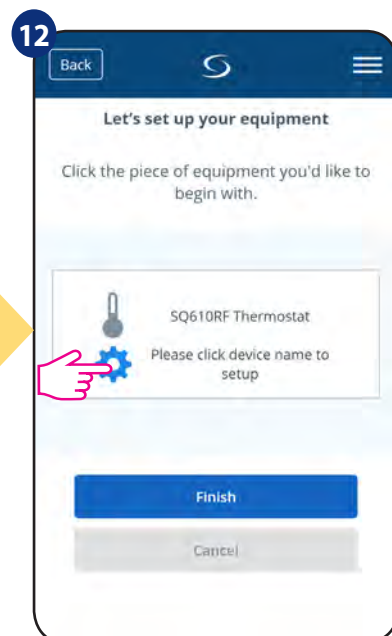 12
Back
Let's set up your equipment
Click the piece of equipment you'd like to
begin with.
SQ610RF Thermostat
Please click device name to
setup
Finish
Cancel